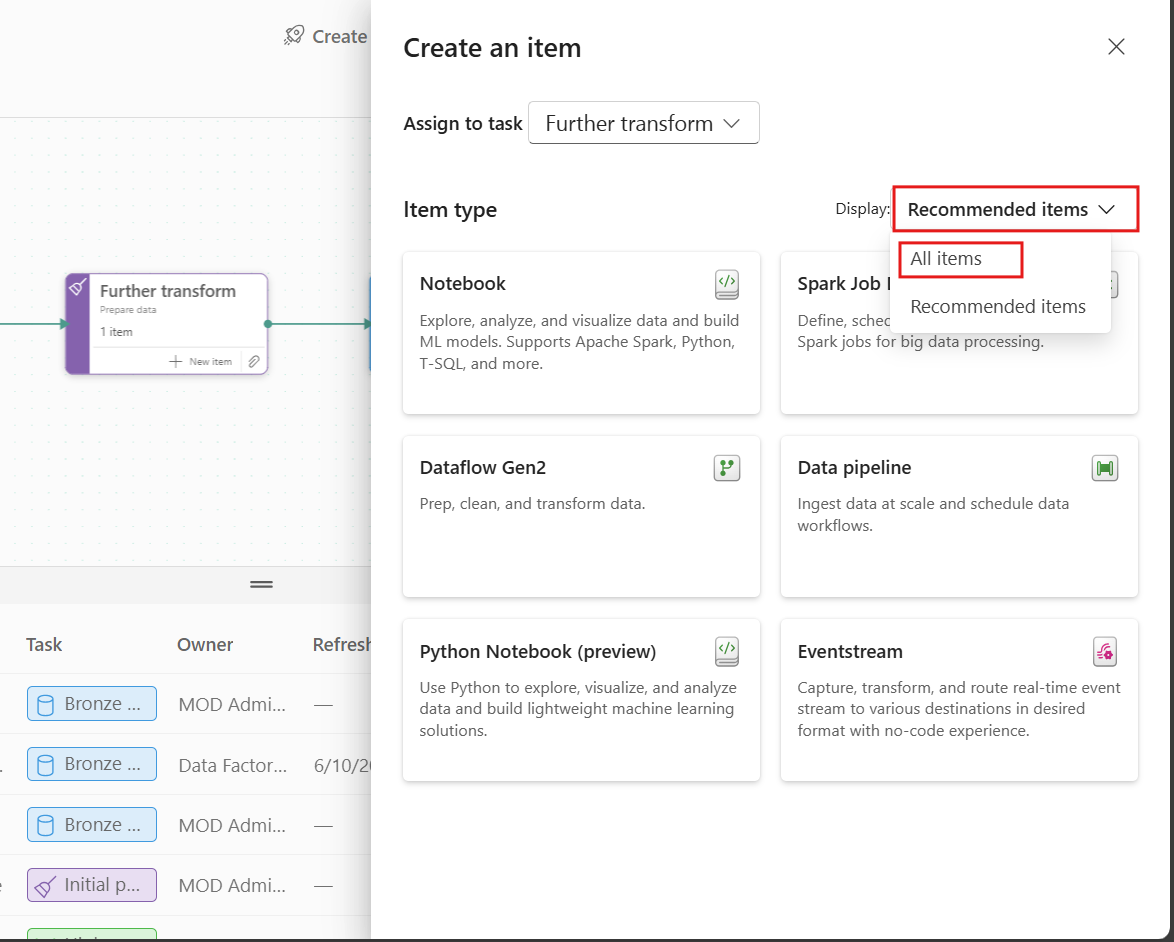 Create
Create an item
Assign to task
Further transform
Item type
Display:
Recommended items
All items
Recommended items
Further transform
Prepare data
1 item
New item
Notebook
Explore, analyze, and visualize data and build
ML models. Supports Apache Spark, Python,
T-SQL, and more.
Spark Job
Define,
Spark jobs for big data processing.
Dataflow Gen2
Prep, clean, and transform data.
Data pipeline
Ingest data at scale and schedule data
workflows.
Python Notebook (preview)
Use Python to explore, visualize, and analyze
data and build lightweight machine learning
solutions.
Eventstream
Capture, transform, and route real-time event
stream to various destinations in desired
format with no-code experience.
Task Owner Refresh
Bronze ... MOD Admi... —
Bronze ... Data Factor... 6/10/20
Bronze ... MOD Admi... —
Initial p... MOD Admi... —